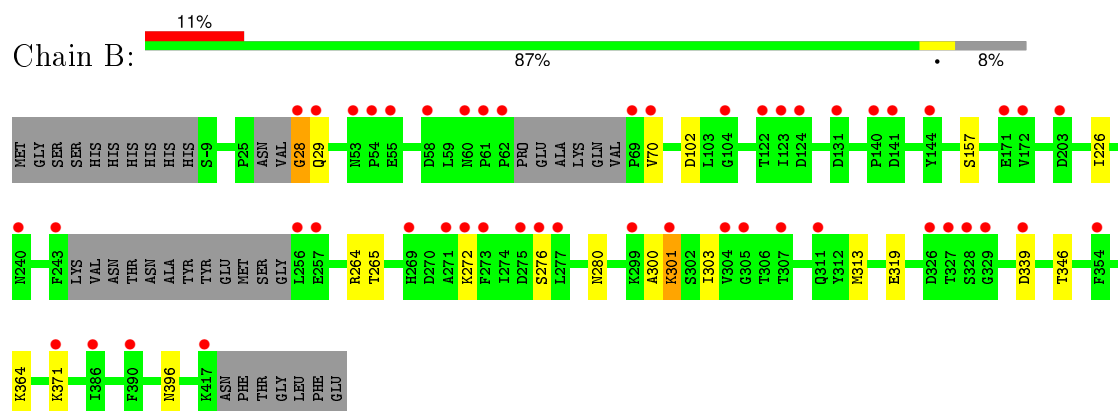 11%
Chain B:
87% • 8%
MET GLY SER SER HIS HIS HIS HIS HIS HIS S-9 P25 ASN VAL G28 Q29 N53 P54 E55 D58 L59 N60 P61 P62 PRO GLU ALA LYS GLN VAL P69 V70 D102 L103 G104 T122 I123 D124 D131 P140 D141 Y144 S157 E171 V172 D203 I226
N240 F243 LYS VAL ASN THR ASN ALA TYR TYR GLU MET SER GLY L256 E257 R264 T265 H269 D270 A271 K272 F273 I274 D275 S276 L277 N280 K299 A300 K301 S302 I303 V304 G305 T306 T307 Q311 Y312 M313 E319 D326 T327 S328 G329 D339 T346 F354
K364 K371 I386 F390 N396 K417 ASN PHE THR GLY LEU PHE GLU